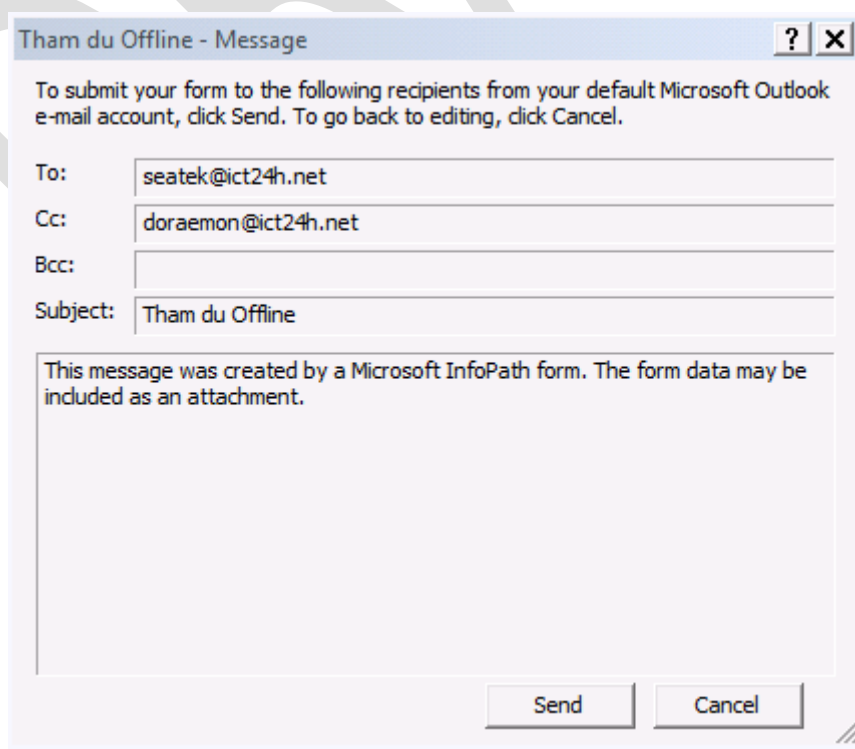 Tham du Offline - Message
To submit your form to the following recipients from your default Microsoft Outlook
e-mail account, click Send. To go back to editing, click Cancel.
To: seatek@ict24h.net
Cc: doraemon@ict24h.net
Bcc:
Subject: Tham du Offline
This message was created by a Microsoft InfoPath form. The form data may be
included as an attachment.
Send Cancel